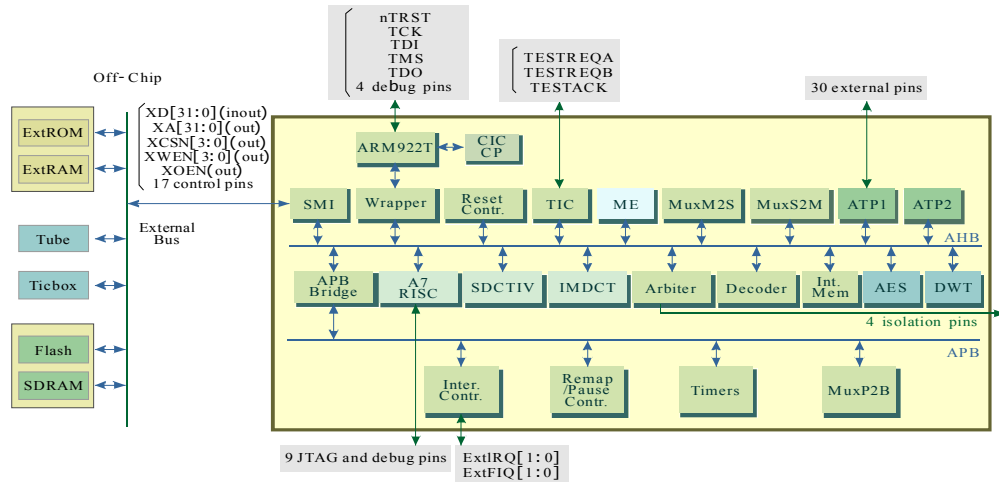 nTRST
TCK
TDI
TMS
TDO
4 debug pins
TESTREQA
TESTREQB
TESTACK
30 external pins
Off-Chip
XD[31:0](inout)
XA[31:0](out)
XCSN[3:0](out)
XWEN[3:0](out)
XOEN(out)
17 control pins
ExtROM
ExtRAM
ARM922T
CIC
CP
SMI
Wrapper
Reset
Contr.
TIC
ME
MuxM2S
MuxS2M
ATP1
ATP2
External
Bus
AHB
Tube
Ticbox
APB
Bridge
A7
RISC
SDCTIV
IMDCT
Arbiter
Decoder
Int.
Mem
AES
DWT
4 isolation pins
APB
Flash
SDRAM
Inter.
Contr.
Remap
/Pause
Contr.
Timers
MuxP2B
9 JTAG and debug pins
ExtIRQ[1:0]
ExtFIQ[1:0]